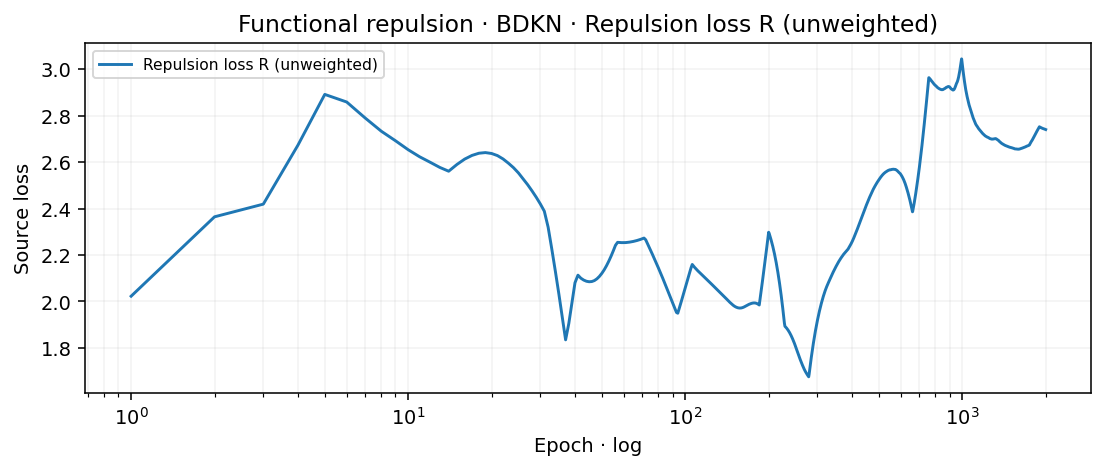 Functional repulsion · BDKN · Repulsion loss R (unweighted)
Repulsion loss R (unweighted)
Source loss
3.0
2.8
2.6
2.4
2.2
2.0
1.8
10⁰
10¹
10²
10³
Epoch · log